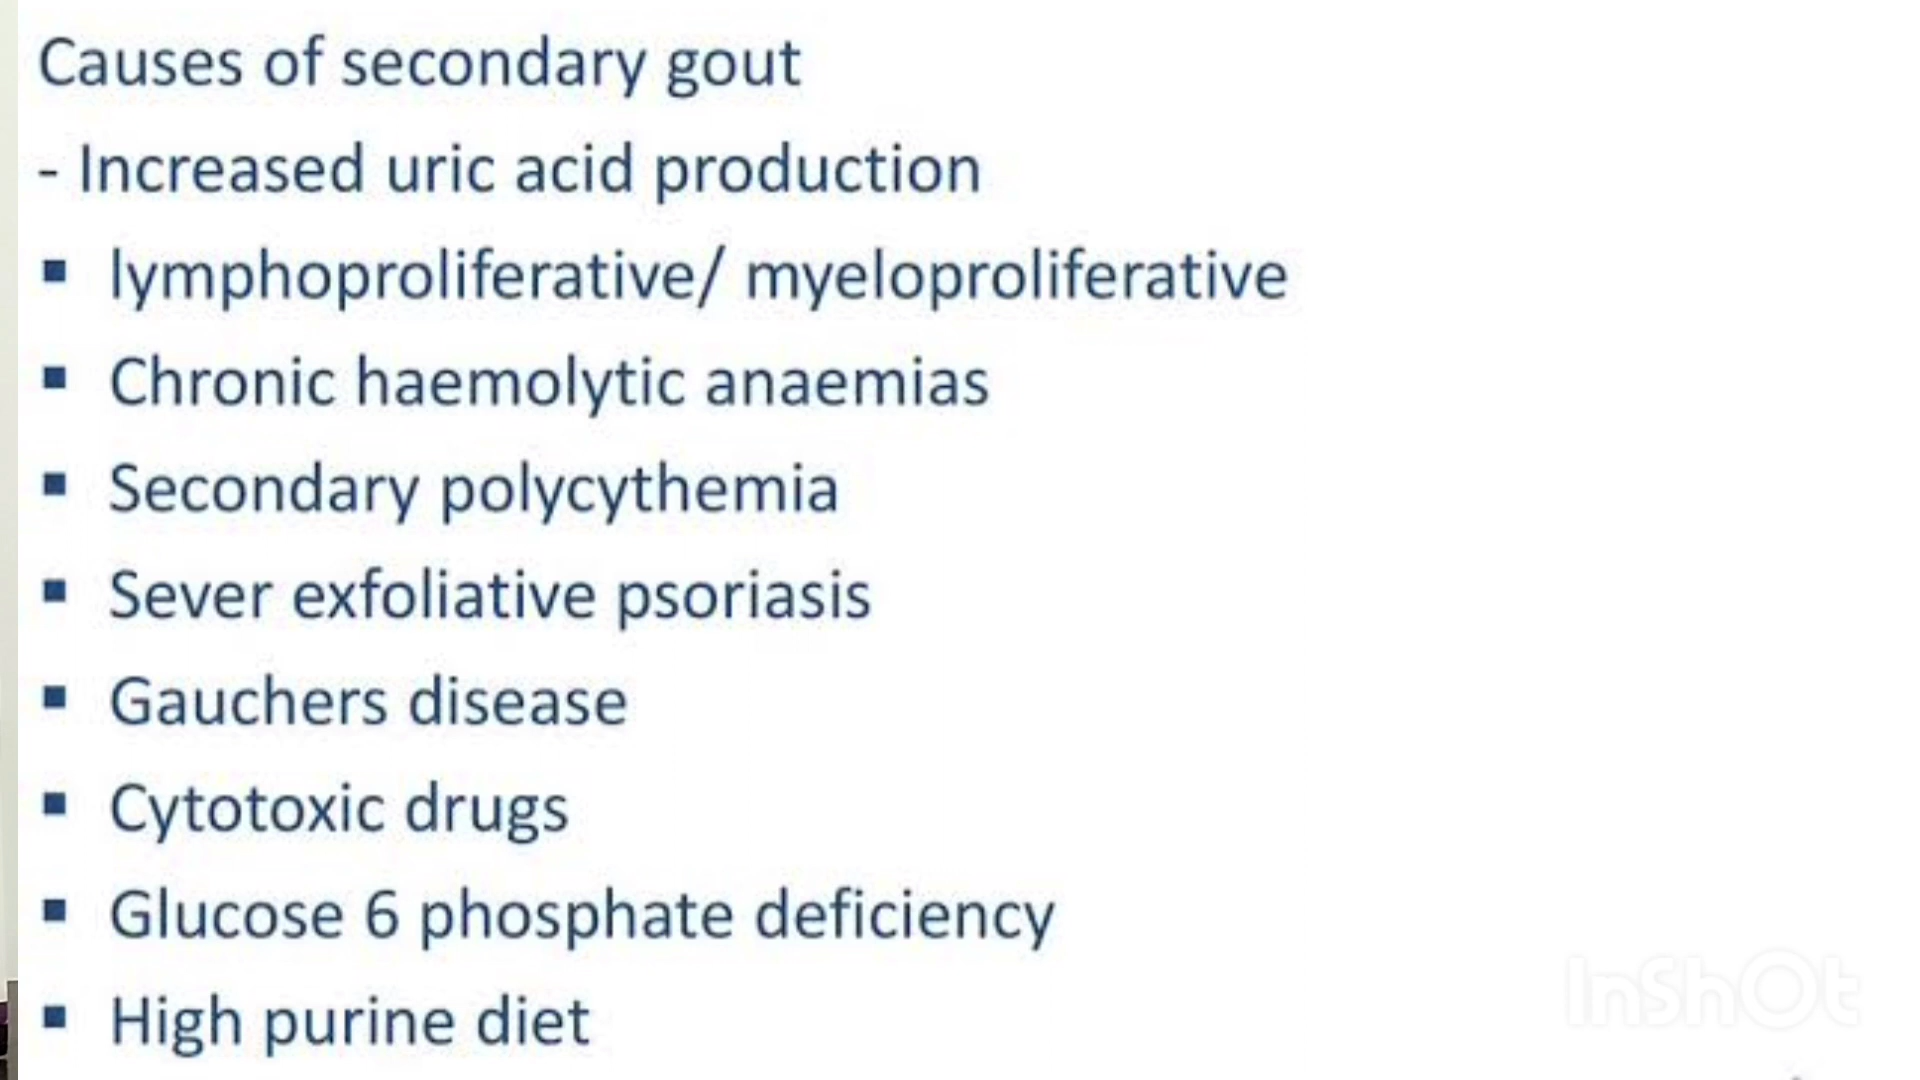 Causes of secondary gout
- Increased uric acid production
▪ lymphoproliferative/ myeloproliferative
▪ Chronic haemolytic anaemias
▪ Secondary polycythemia
▪ Sever exfoliative psoriasis
▪ Gauchers disease
▪ Cytotoxic drugs
▪ Glucose 6 phosphate deficiency
▪ High purine diet
InShOt